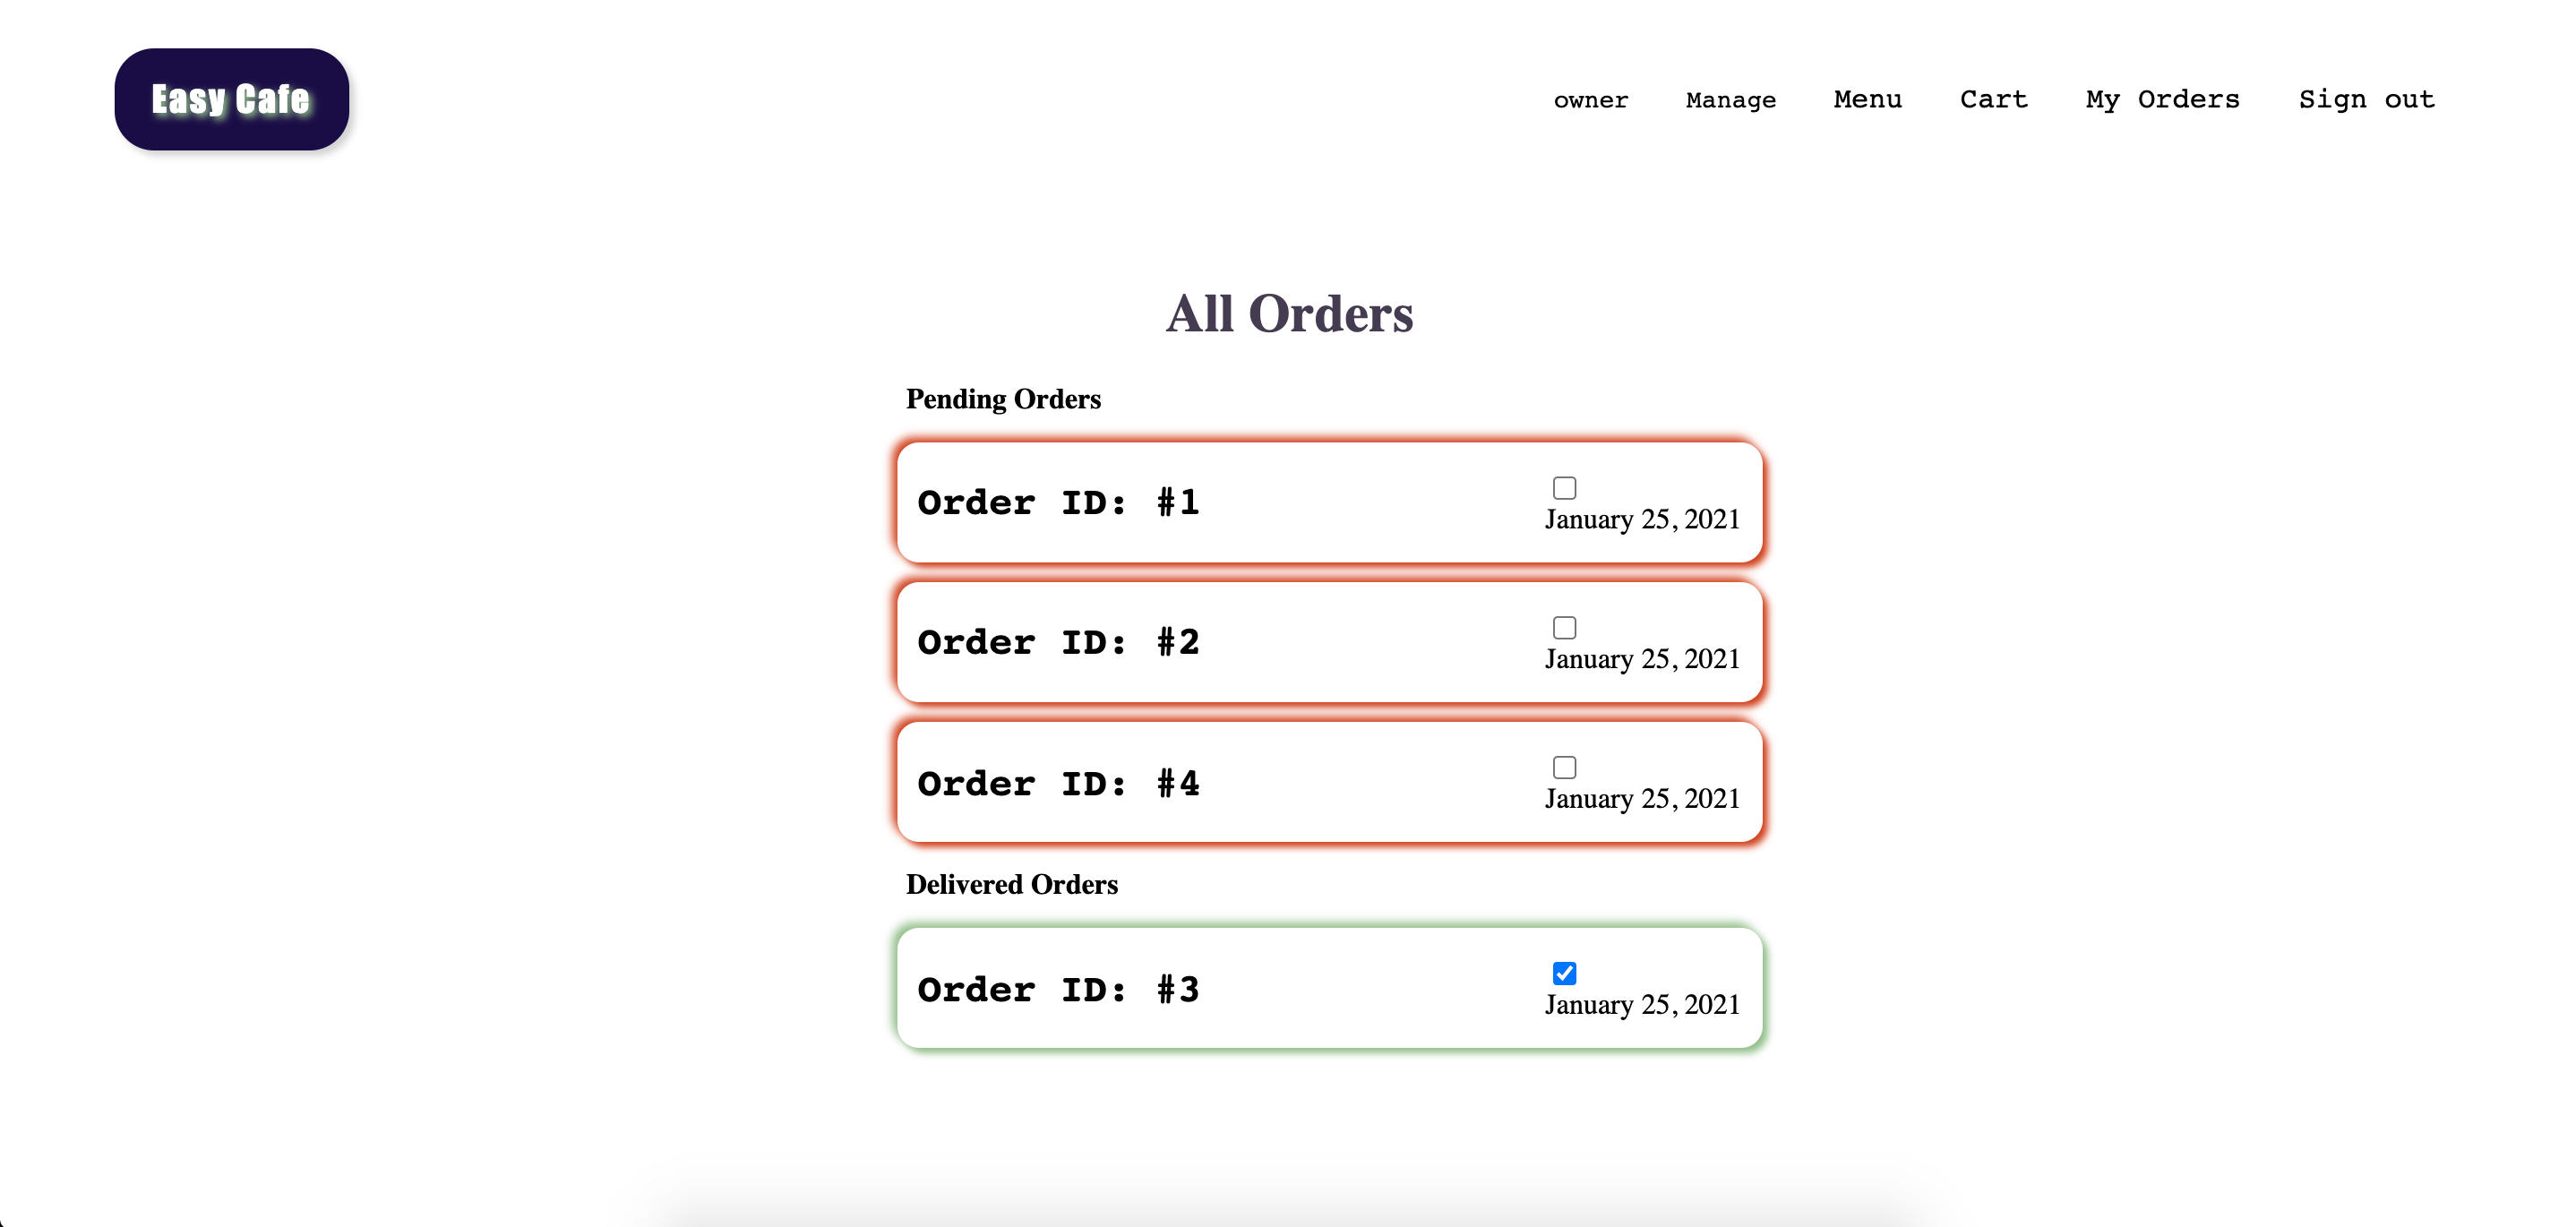 Easy Cafe
owner Manage Menu Cart My Orders Sign out
All Orders
Pending Orders
Order ID: #1
January 25, 2021
Order ID: #2
January 25, 2021
Order ID: #4
January 25, 2021
Delivered Orders
Order ID: #3
January 25, 2021